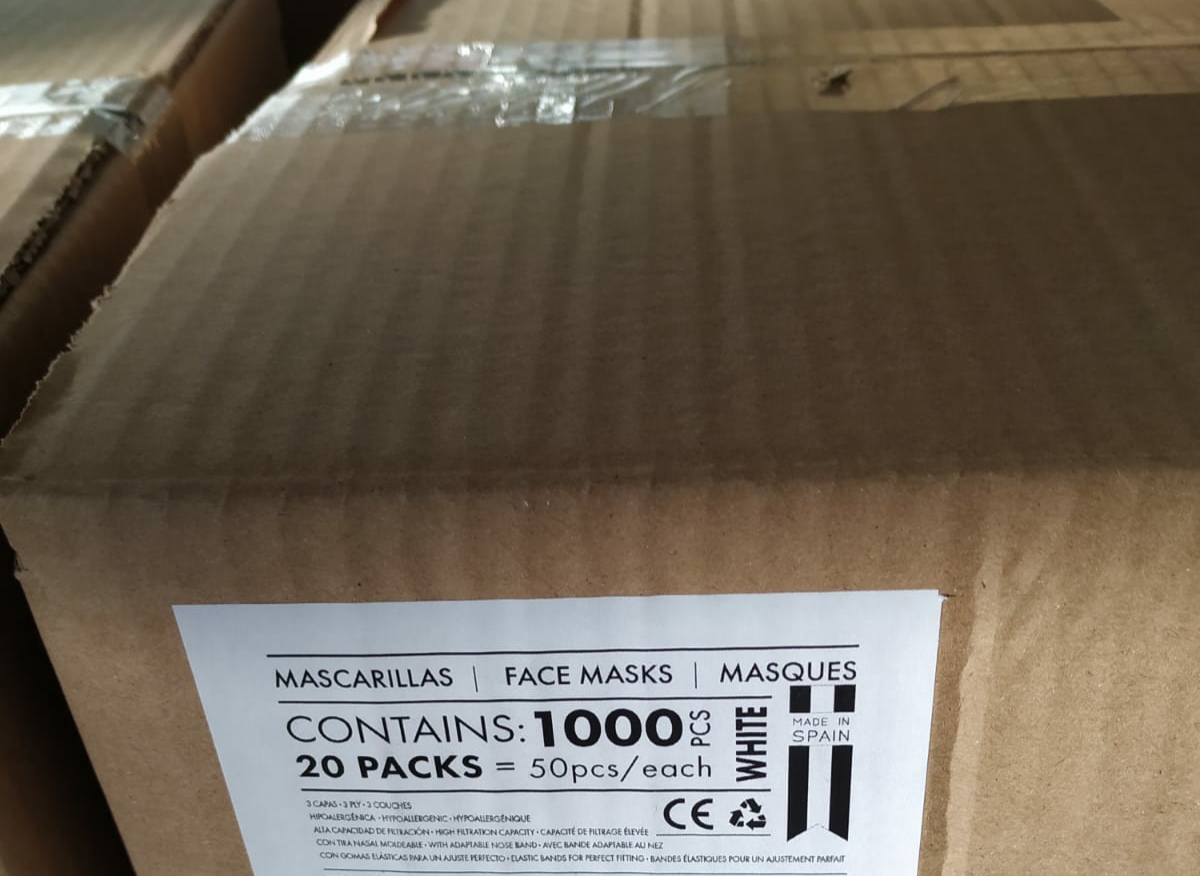 MASCARILLAS | FACE MASKS | MASQUES
CONTAINS: 1000 PCS
WHITE
MADE IN
SPAIN
20 PACKS = 50pcs/each
CE
3 CAPAS · 3 PLY · 3 COUCHES
HIPOALERGÉNICA · HYPOALLERGENIC · HYPOALLERGÉNIQUE
ALTA CAPACIDAD DE FILTRACIÓN · HIGH FILTRATION CAPACITY · CAPACITÉ DE FILTRAGE ÉLEVÉE
CON TIRA NASAL MOLDEABLE · WITH ADAPTABLE NOSE BAND · AVEC BANDE ADAPTABLE AU NEZ
CON GOMAS ELÁSTICAS PARA UN AJUSTE PERFECTO · ELASTIC BANDS FOR PERFECT FITTING · BANDES ÉLASTIQUES POUR UN AJUSTEMENT PARFAIT